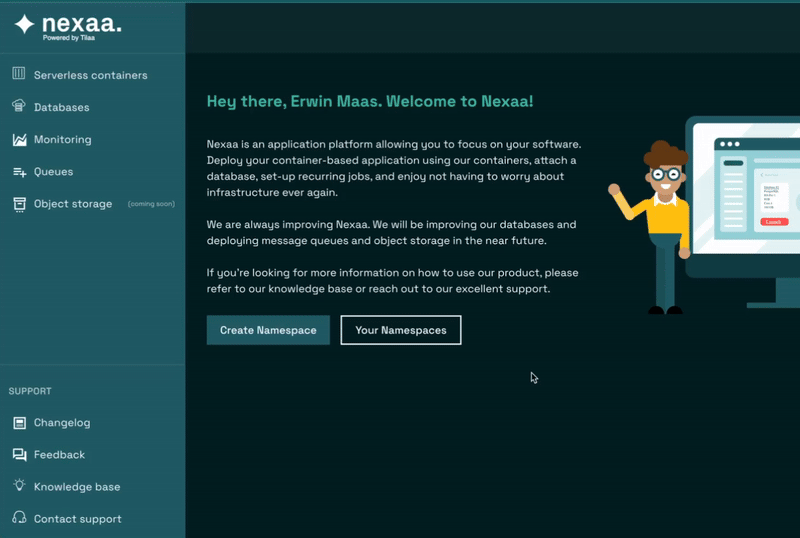 nexaa.
Powered by Tilaa
Serverless containers
Databases
Monitoring
Queues
Object storage (coming soon)
SUPPORT
Changelog
Feedback
Knowledge base
Contact support
Hey there, Erwin Maas. Welcome to Nexaa!
Nexaa is an application platform allowing you to focus on your software.
Deploy your container-based application using our containers, attach a
database, set-up recurring jobs, and enjoy not having to worry about
infrastructure ever again.
We are always improving Nexaa. We will be improving our databases and
deploying message queues and object storage in the near future.
If you're looking for more information on how to use our product, please
refer to our knowledge base or reach out to our excellent support.
Create Namespace
Your Namespaces